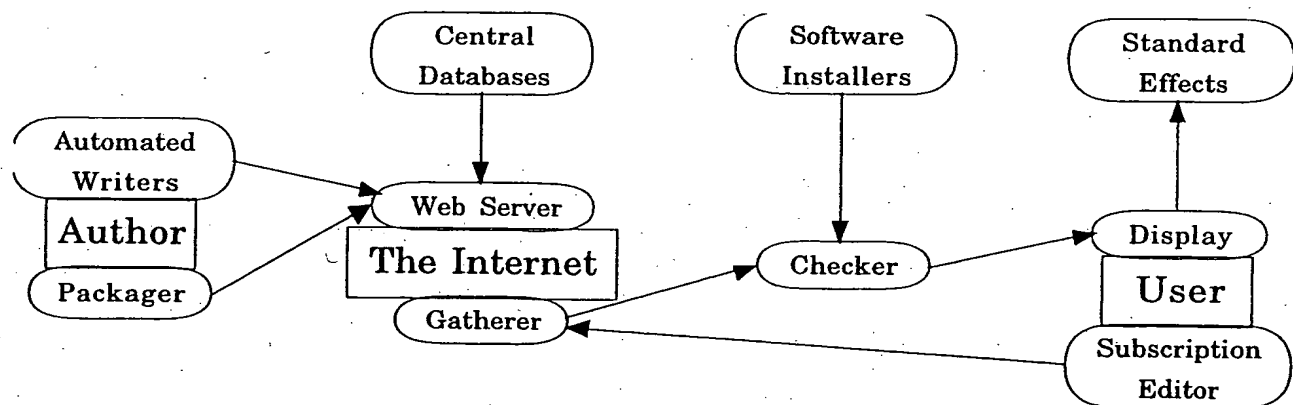 Central
Databases
Software
Installers
Standard
Effects
Automated
Writers
Author
Packager
Web Server
The Internet
Gatherer
Checker
Display
User
Subscription
Editor